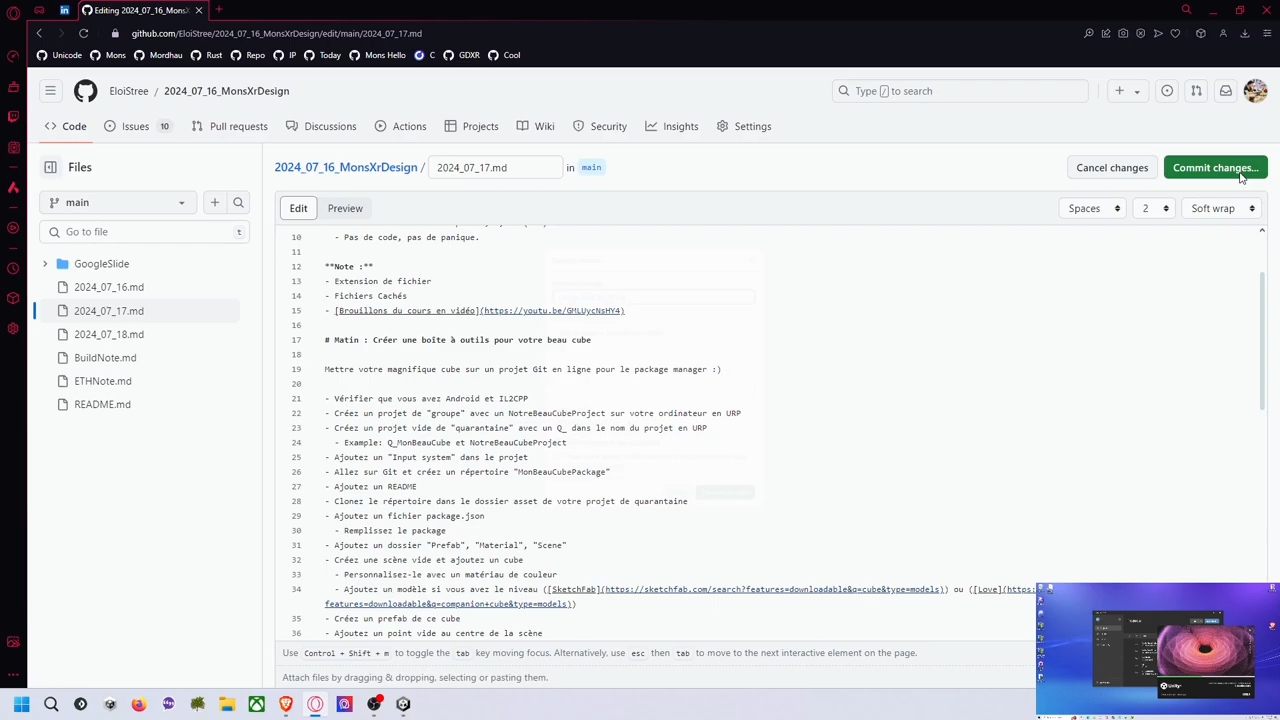 Editing 2024_07_16_MonsX
github.com/EloiStree/2024_07_16_MonsXrDesign/edit/main/2024_07_17.md
Unicode Mons Mordhau Rust Repo IP Today Mons Hello C GDXR Cool
EloiStree / 2024_07_16_MonsXrDesign
Type / to search
Code Issues 10 Pull requests Discussions Actions Projects Wiki Security Insights Settings
Files
2024_07_16_MonsXrDesign / 2024_07_17.md in main
Cancel changes Commit changes...
main
Edit Preview
Spaces 2 Soft wrap
Go to file t
GoogleSlide
2024_07_16.md
2024_07_17.md
2024_07_18.md
BuildNote.md
ETHNote.md
README.md
10 - Pas de code, pas de panique.
11
12 **Note :**
13 - Extension de fichier
14 - Fichiers Cachés
15 - [Brouillons du cours en vidéo](https://youtu.be/GMLUycNsHY4)
16
17 # Matin : Créer une boîte à outils pour votre beau cube
18
19 Mettre votre magnifique cube sur un projet Git en ligne pour le package manager :)
20
21 - Vérifier que vous avez Android et IL2CPP
22 - Créez un projet de "groupe" avec un NotreBeauCubeProject sur votre ordinateur en URP
23 - Créez un projet vide de "quarantaine" avec un Q_ dans le nom du projet en URP
24 - Example: Q_MonBeauCube et NotreBeauCubeProject
25 - Ajoutez un "Input system" dans le projet
26 - Allez sur Git et créez un répertoire "MonBeauCubePackage"
27 - Ajoutez un README
28 - Clonez le répertoire dans le dossier asset de votre projet de quarantaine
29 - Ajoutez un fichier package.json
30 - Remplissez le package
31 - Ajoutez un dossier "Prefab", "Material", "Scene"
32 - Créez une scène vide et ajoutez un cube
33 - Personnalisez-le avec un matériau de couleur
34 - Ajoutez un modèle si vous avez le niveau ([SketchFab](https://sketchfab.com/search?features=downloadable&q=cube&type=models)) ou ([Love](https:
features=downloadable&q=companion+cube&type=models))
35 - Créez un prefab de ce cube
36 - Ajoutez un point vide au centre de la scène
Use Control + Shift + m to toggle the tab key moving focus. Alternatively, use esc then tab to move to the next interactive element on the page.
Attach files by dragging & dropping, selecting or pasting them.
Unity